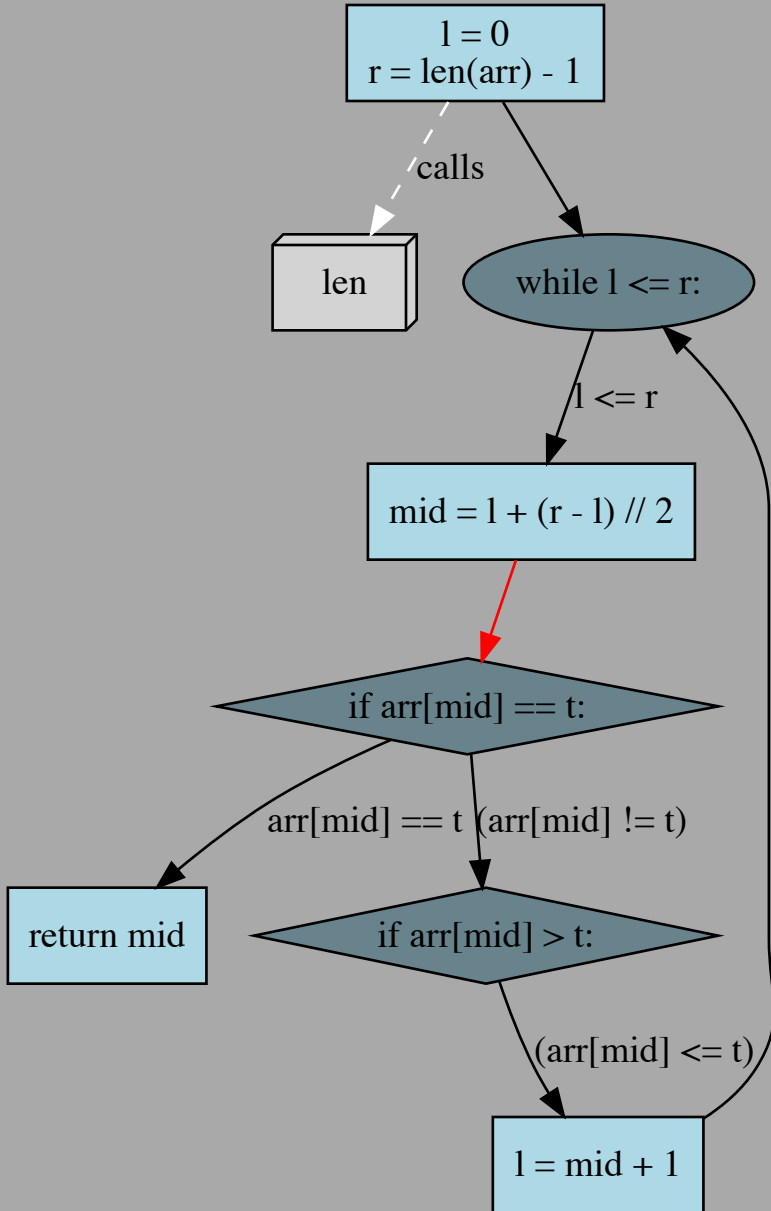 l = 0
r = len(arr) - 1
calls
len
while l <= r:
l <= r
mid = l + (r - l) // 2
if arr[mid] == t:
arr[mid] == t
(arr[mid] != t)
return mid
if arr[mid] > t:
(arr[mid] <= t)
l = mid + 1